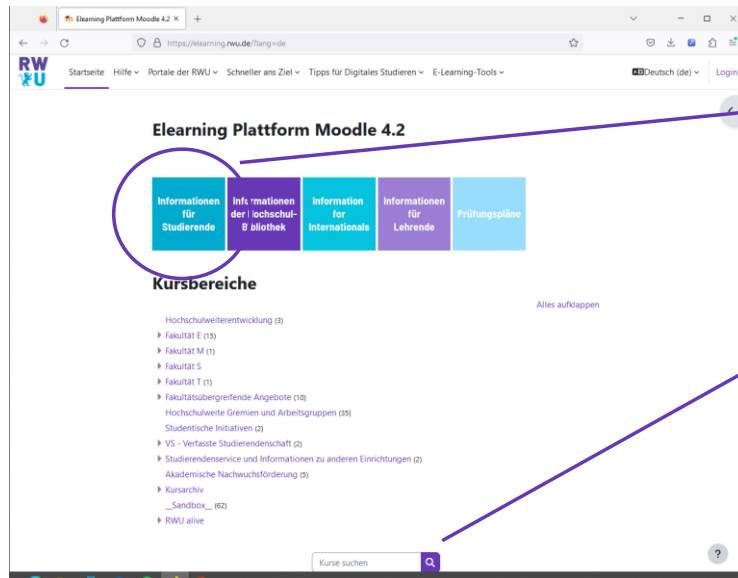 Elearning Plattform Moodle 4.2
https://elearning.rwu.de/?lang=de
RW
U
Startseite Hilfe Portale der RWU Schneller ans Ziel Tipps für Digitales Studieren E-Learning-Tools Deutsch (de) Login
Elearning Plattform Moodle 4.2
Informationen
für
Studierende
Informationen
der Hochschul-
Bibliothek
Information
for
Internationals
Informationen
für
Lehrende
Prüfungspläne
Kursbereiche
Alles aufklappen
Hochschulweiterentwicklung (3)
Fakultät E (15)
Fakultät M (1)
Fakultät S
Fakultät T (1)
Fakultätsübergreifende Angebote (10)
Hochschulweite Gremien und Arbeitsgruppen (35)
Studentische Initiativen (2)
VS - Verfasste Studierendenschaft (2)
Studierendenservice und Informationen zu anderen Einrichtungen (2)
Akademische Nachwuchsförderung (5)
Kursarchiv
__Sandbox__ (62)
RWU alive
Kurse suchen
?